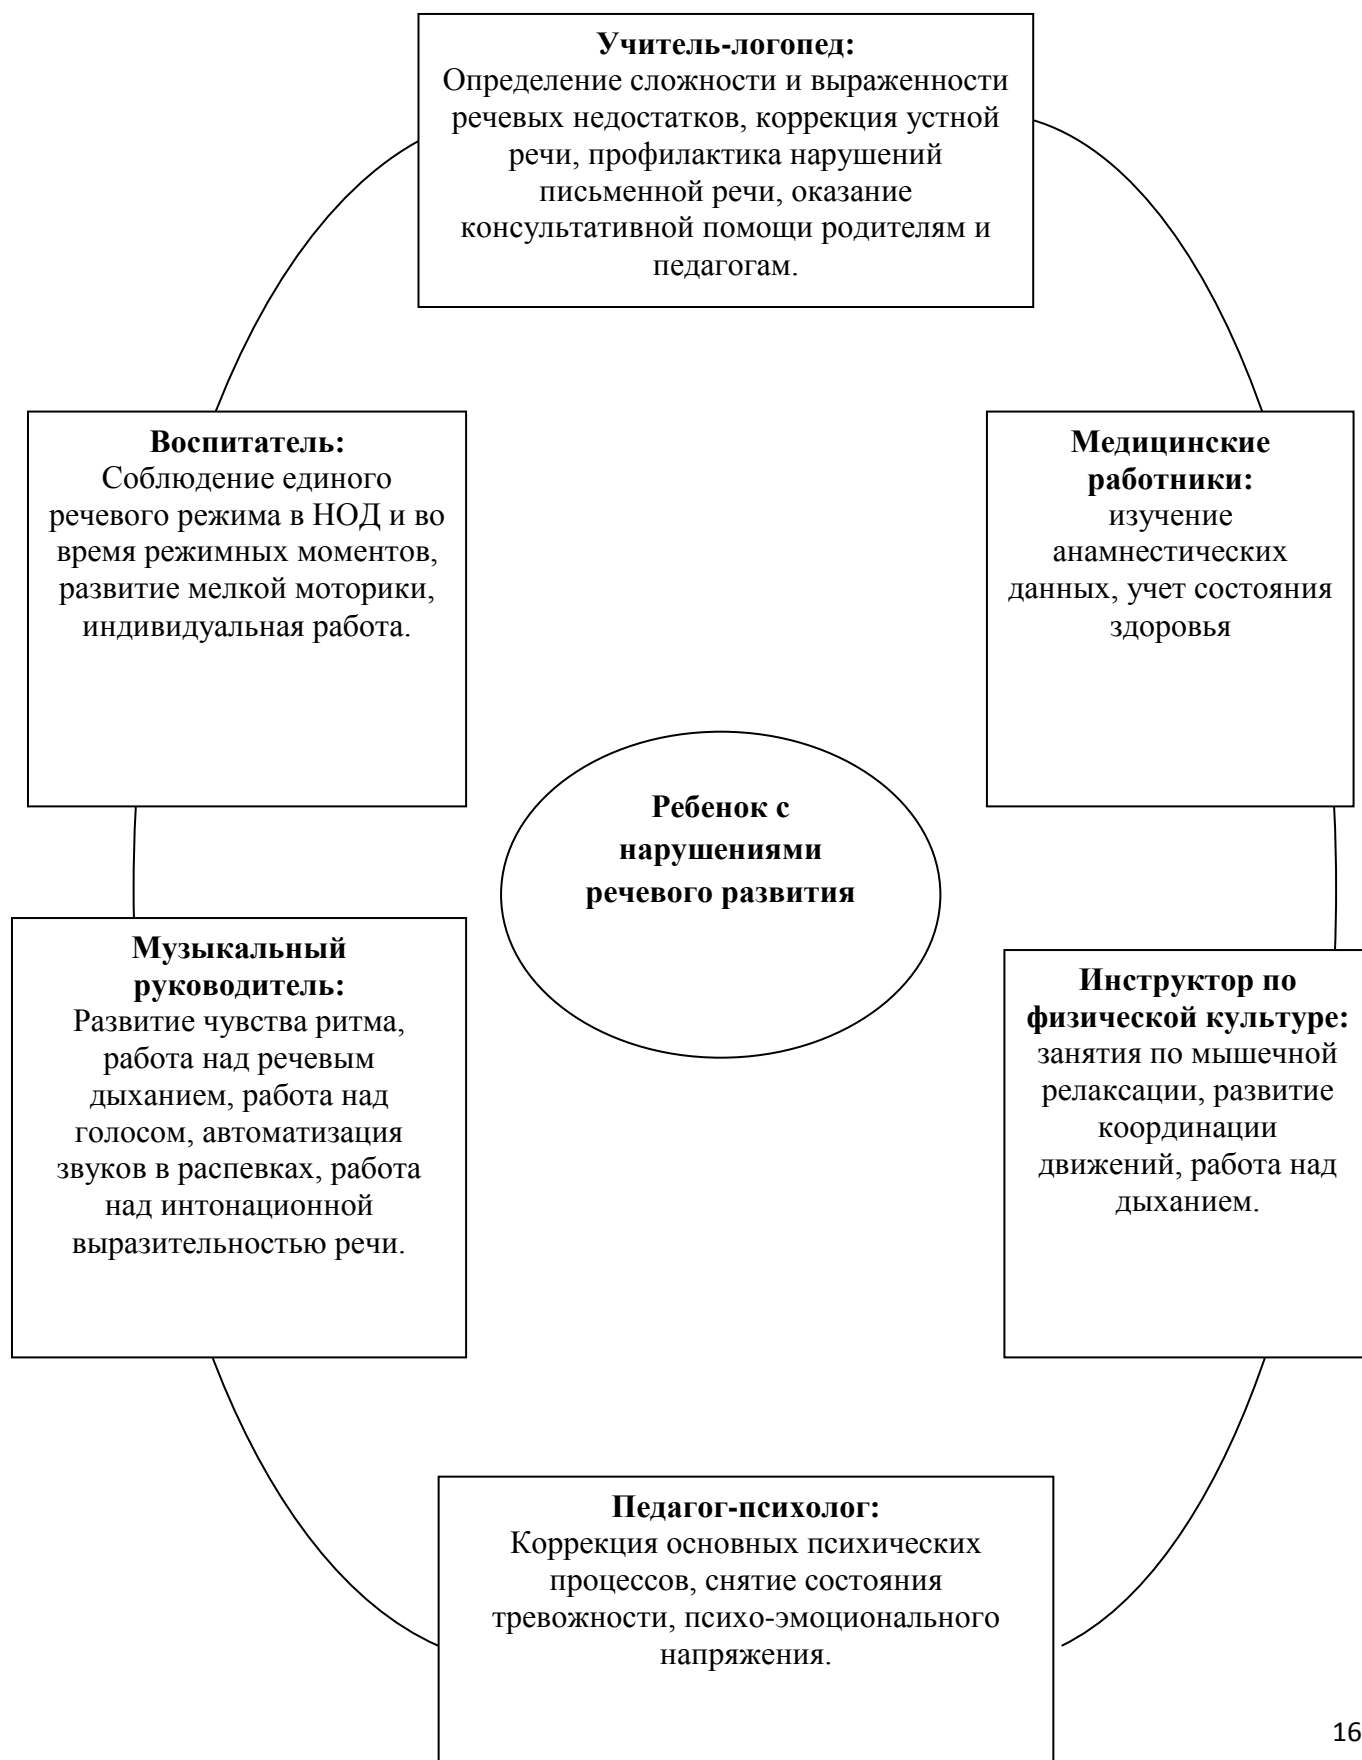 Учитель-логопед:
Определение сложности и выраженности
речевых недостатков, коррекция устной
речи, профилактика нарушений
письменной речи, оказание
консультативной помощи родителям и
педагогам.
Воспитатель:
Соблюдение единого
речевого режима в НОД и во
время режимных моментов,
развитие мелкой моторики,
индивидуальная работа.
Медицинские
работники:
изучение
анамнестических
данных, учет состояния
здоровья
Ребенок с
нарушениями
речевого развития
Музыкальный
руководитель:
Развитие чувства ритма,
работа над речевым
дыханием, работа над
голосом, автоматизация
звуков в распевках, работа
над интонационной
выразительностью речи.
Инструктор по
физической культуре:
занятия по мышечной
релаксации, развитие
координации
движений, работа над
дыханием.
Педагог-психолог:
Коррекция основных психических
процессов, снятие состояния
тревожности, психо-эмоционального
напряжения.
16